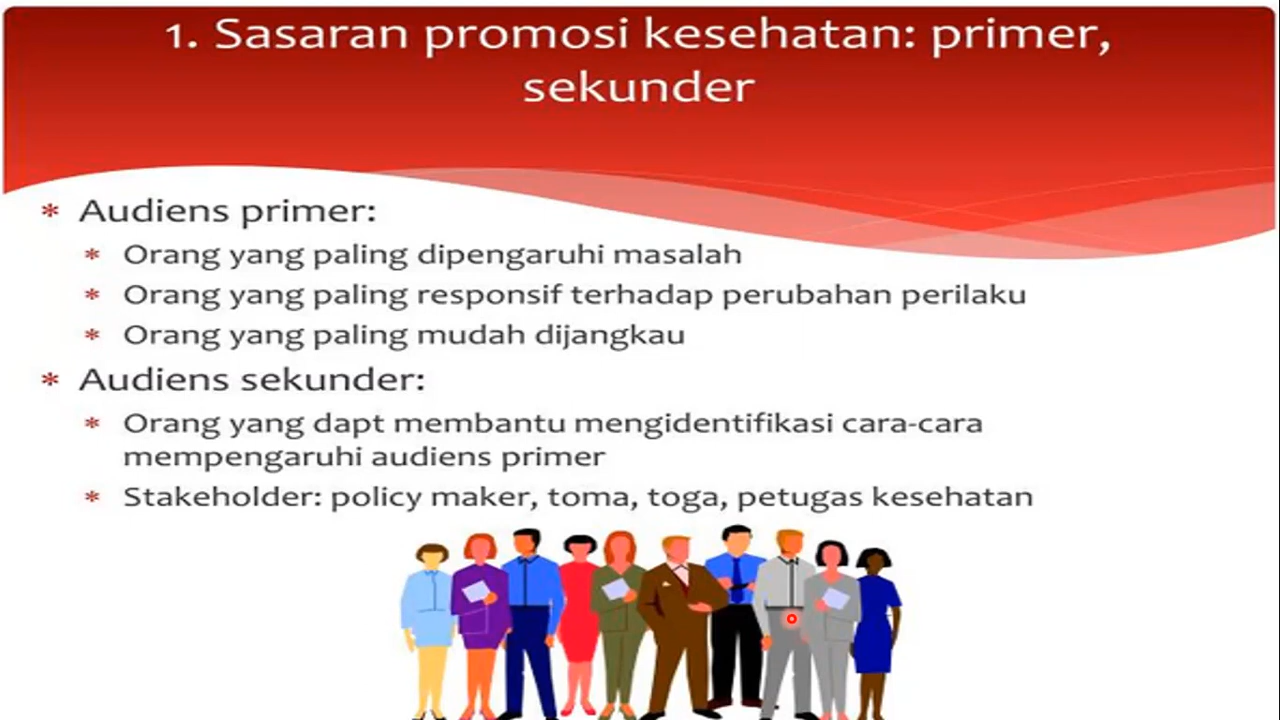 1. Sasaran promosi kesehatan: primer,
sekunder
* Audiens primer:
* Orang yang paling dipengaruhi masalah
* Orang yang paling responsif terhadap perubahan perilaku
* Orang yang paling mudah dijangkau
* Audiens sekunder:
* Orang yang dapt membantu mengidentifikasi cara-cara
mempengaruhi audiens primer
* Stakeholder: policy maker, toma, toga, petugas kesehatan